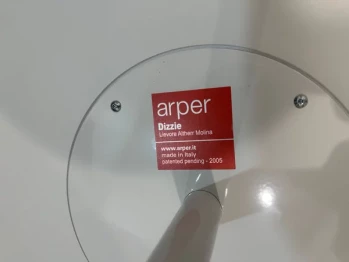 arper
Dizzie
Lievore Altherr Molina
www.arper.it
made in Italy
patented pending - 2005